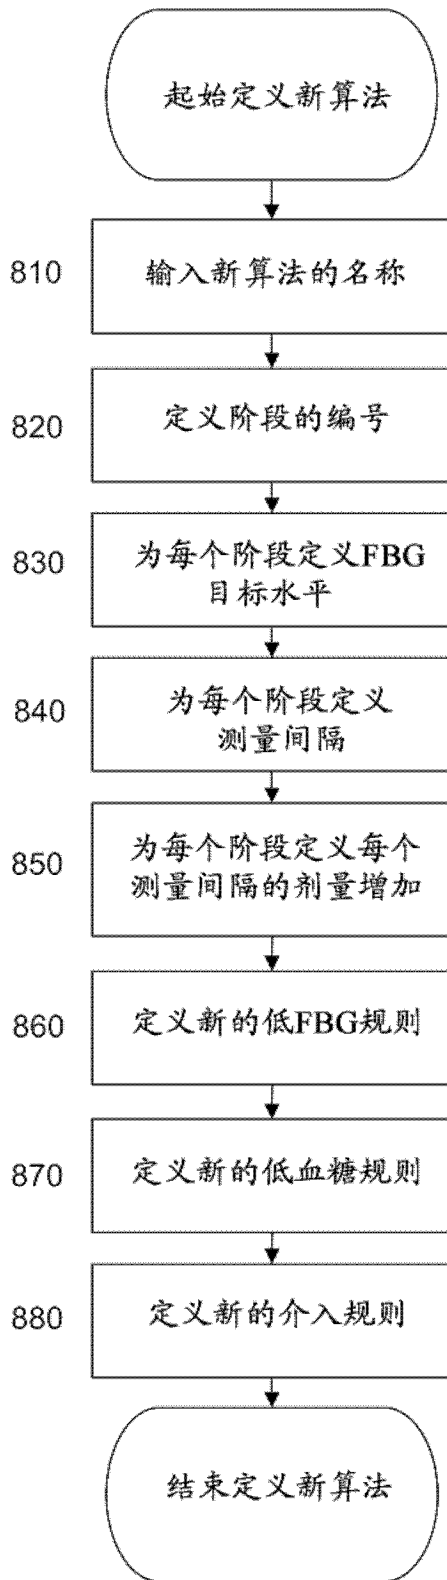 起始定义新算法
810
输入新算法的名称
820
定义阶段的编号
830
为每个阶段定义FBG
目标水平
840
为每个阶段定义
测量间隔
850
为每个阶段定义每个
测量间隔的剂量增加
860
定义新的低FBG规则
870
定义新的低血糖规则
880
定义新的介入规则
结束定义新算法